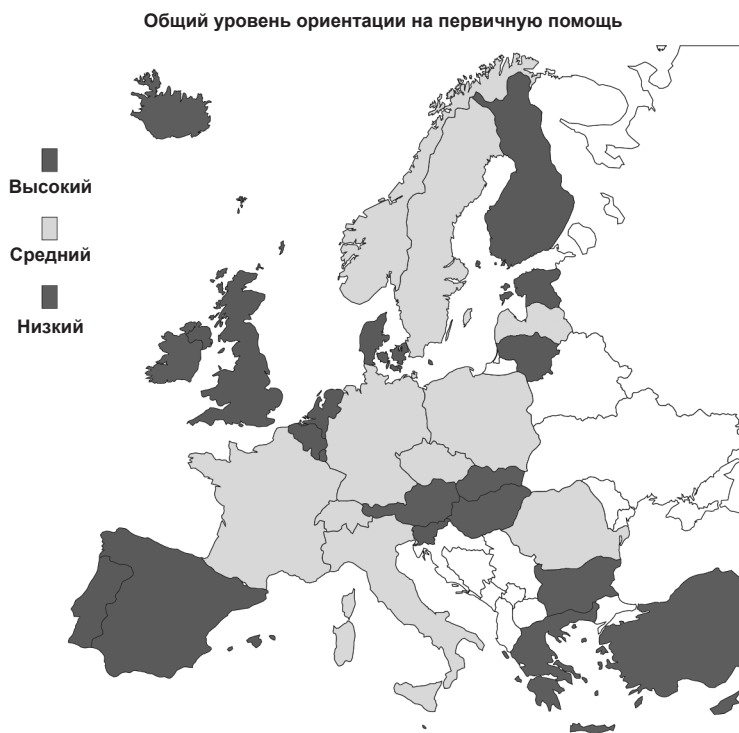 Общий уровень ориентации на первичную помощь
Высокий
Средний
Низкий